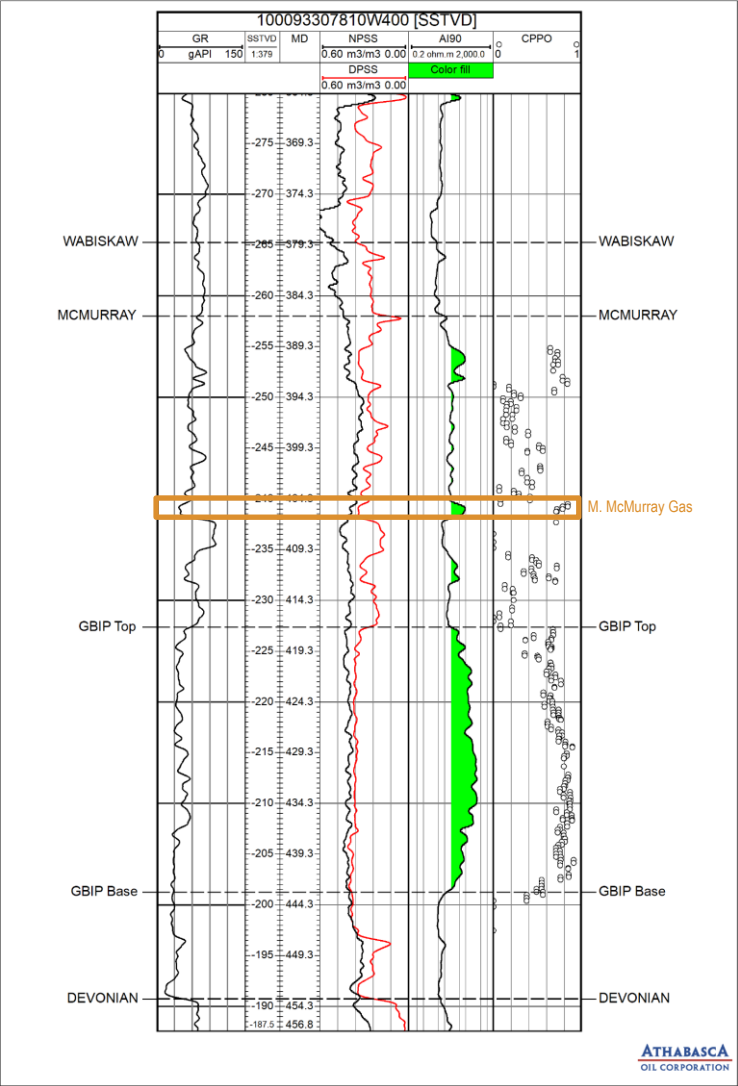 100093307810W400 [SSTVD]
GR SSTVD MD NPSS AI90 CPPO
0 gAPI 150 1:379 0.60 m3/m3 0.00 0.2 ohm.m 2,000.0 0 1
DPSS Color fill
0.60 m3/m3 0.00
-275 369.3
-270 374.3
WABISKAW -265 379.3 WABISKAW
-260 384.3
MCMURRAY MCMURRAY
-255 389.3
-250 394.3
-245 399.3
M. McMurray Gas
-235 409.3
-230 414.3
GBIP Top GBIP Top
-225 419.3
-220 424.3
-215 429.3
-210 434.3
-205 439.3
GBIP Base GBIP Base
-200 444.3
-195 449.3
DEVONIAN DEVONIAN
-190 454.3
-187.5 456.8
ATHABASCA
OIL CORPORATION